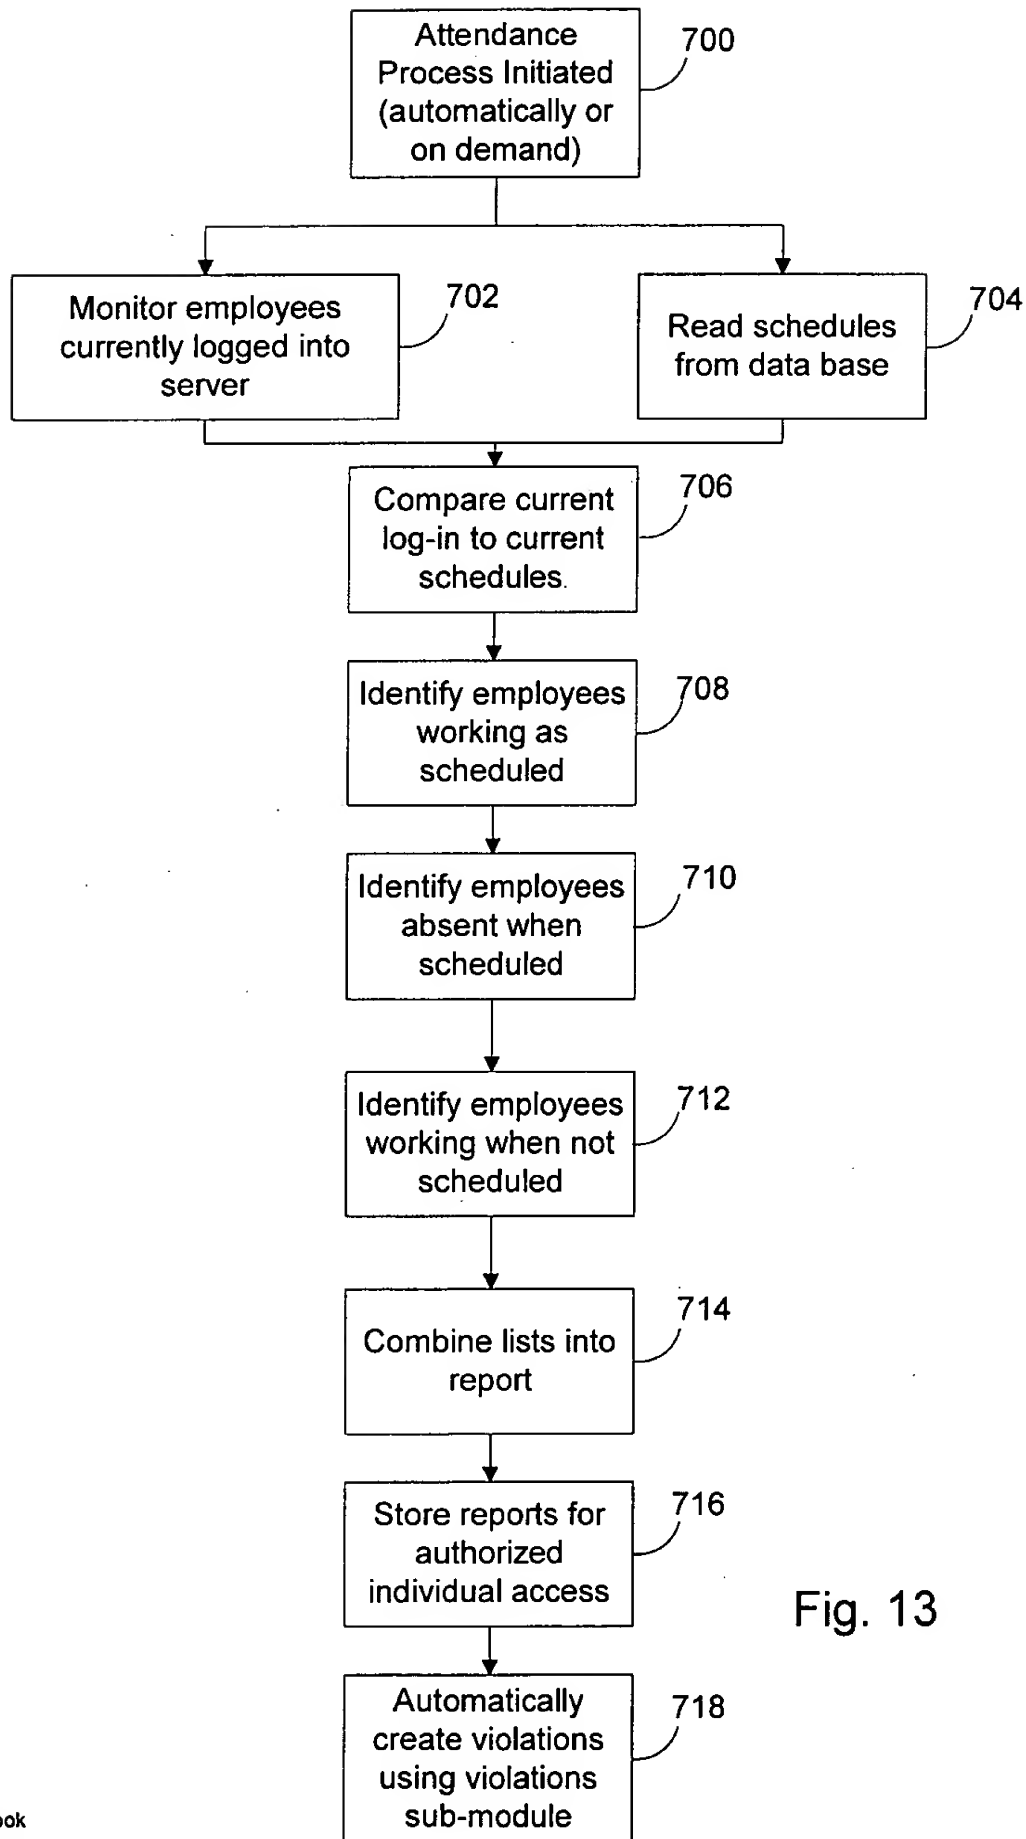 Attendance
Process Initiated
(automatically or
on demand)
700
Monitor employees
currently logged into
server
702
Read schedules
from data base
704
Compare current
log-in to current
schedules.
706
Identify employees
working as
scheduled
708
Identify employees
absent when
scheduled
710
Identify employees
working when not
scheduled
712
Combine lists into
report
714
Store reports for
authorized
individual access
716
Fig. 13
Automatically
create violations
using violations
sub-module
718